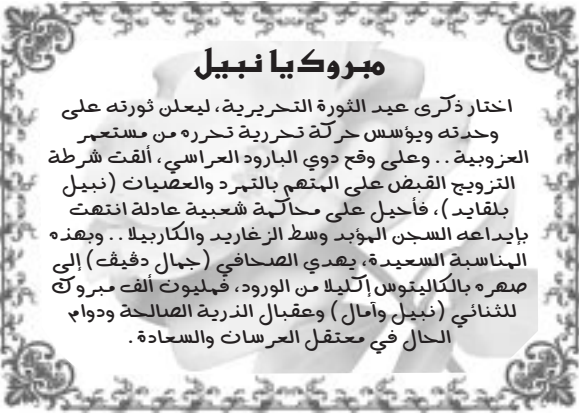 مبروك يا نبيل
اختار ذكرى عيد الثورة التحريرية، ليعلن ثورته على
وحدته ويؤسس حركة تحررية تحرره من مستعمر
العزوبية . . وعلى وقع دوي البارود العراسي، ألقت شرطة
التزويج القبض على المتهم بالتمرد والعصيان (نبيل
بلقايد)، فأحيل على محاكمة شعبية عادلة انتهت
بإيداعه السجن المؤبد وسط الزغاريد والكاربيلا . . وبهذه
المناسبة السعيدة، يهدي الصحافي (جمال دفيف) إلى
صهره بالكاليتوس إكليلا من الورود، فمليون ألف مبروك
للثنائي (نبيل وآمال) وعقبال الذرية الصالحة ودوام
الحال في معتقل العرسان والسعادة .